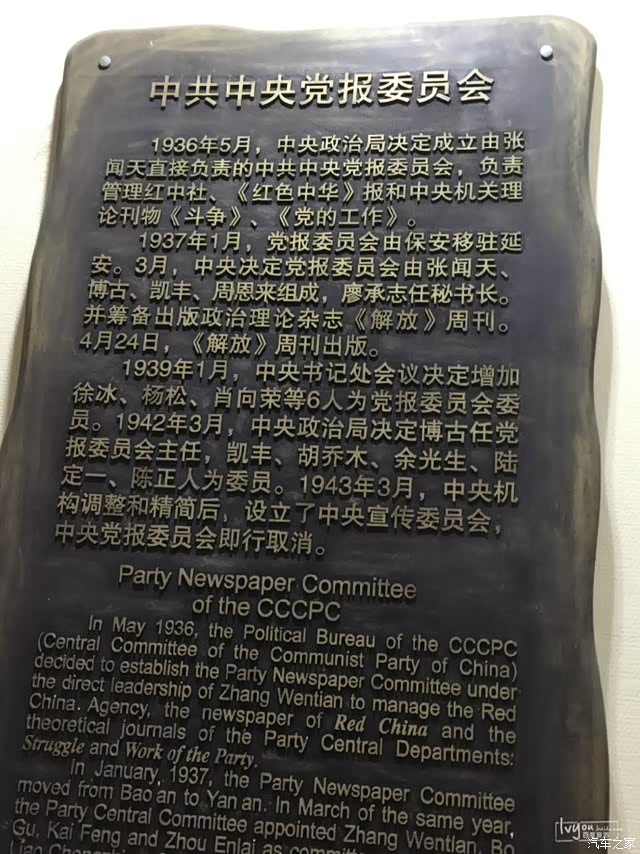 中共中央党报委员会
1936年5月，中央政治局决定成立由张
闻天直接负责的中共中央党报委员会，负责
管理红中社、《红色中华》报和中央机关理
论刊物《斗争》、《党的工作》。
1937年1月，党报委员会由保安移驻延
安。3月，中央决定党报委员会由张闻天、
博古、凯丰、周恩来组成，廖承志任秘书长。
并筹备出版政治理论杂志《解放》周刊。
4月24日，《解放》周刊出版。
1939年1月，中央书记处会议决定增加
徐冰、杨松、肖向荣等6人为党报委员会委
员。1942年3月，中央政治局决定博古任党
报委员会主任，凯丰、胡乔木、余光生、陆
定一、陈正人为委员。1943年3月，中央机
构调整和精简后，设立了中央宣传委员会，
中央党报委员会即行取消。
Party Newspaper Committee
of the CCCPC
In May 1936, the Political Bureau of the CCCPC
(Central Committee of the Communist Party of China)
decided to establish the Party Newspaper Committee under
the direct leadership of Zhang Wentian to manage the Red
China. Agency, the newspaper of Red China and the
theoretical journals of the Party Central Departments:
Struggle and Work of the Party.
In January, 1937, the Party Newspaper Committee
moved from Bao an to Yan an. In March of the same year,
the Party Central Committee appointed Zhang Wentian, Bo
Gu, Kai Feng and Zhou Enlai as
Ivyou
汽车之家